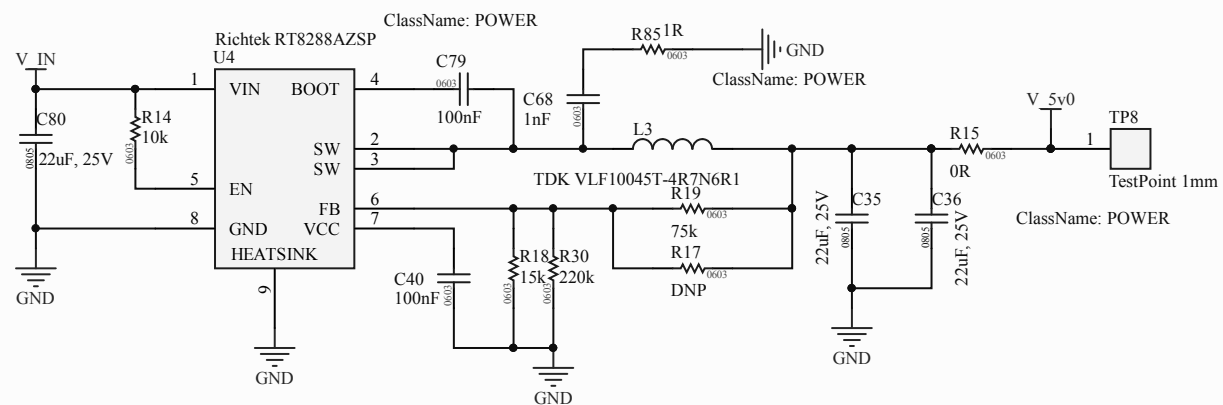 ClassName: POWER
Richtek RT8288AZSP
U4
V_IN
1
VIN
BOOT
4
C79
0603
100nF
R85
1R
0603
GND
ClassName: POWER
C80
0805
22uF, 25V
R14
10k
0603
C68
1nF
0603
2
SW
3
SW
L3
TDK VLF10045T-4R7N6R1
V_5v0
R15
0603
0R
1
TP8
TestPoint 1mm
ClassName: POWER
5
EN
6
FB
7
VCC
8
GND
HEATSINK
9
R19
0603
75k
R17
0603
DNP
C35
0805
22uF, 25V
C36
0805
22uF, 25V
C40
100nF
0603
R18
15k
0603
R30
220k
0603
GND
GND
GND
GND